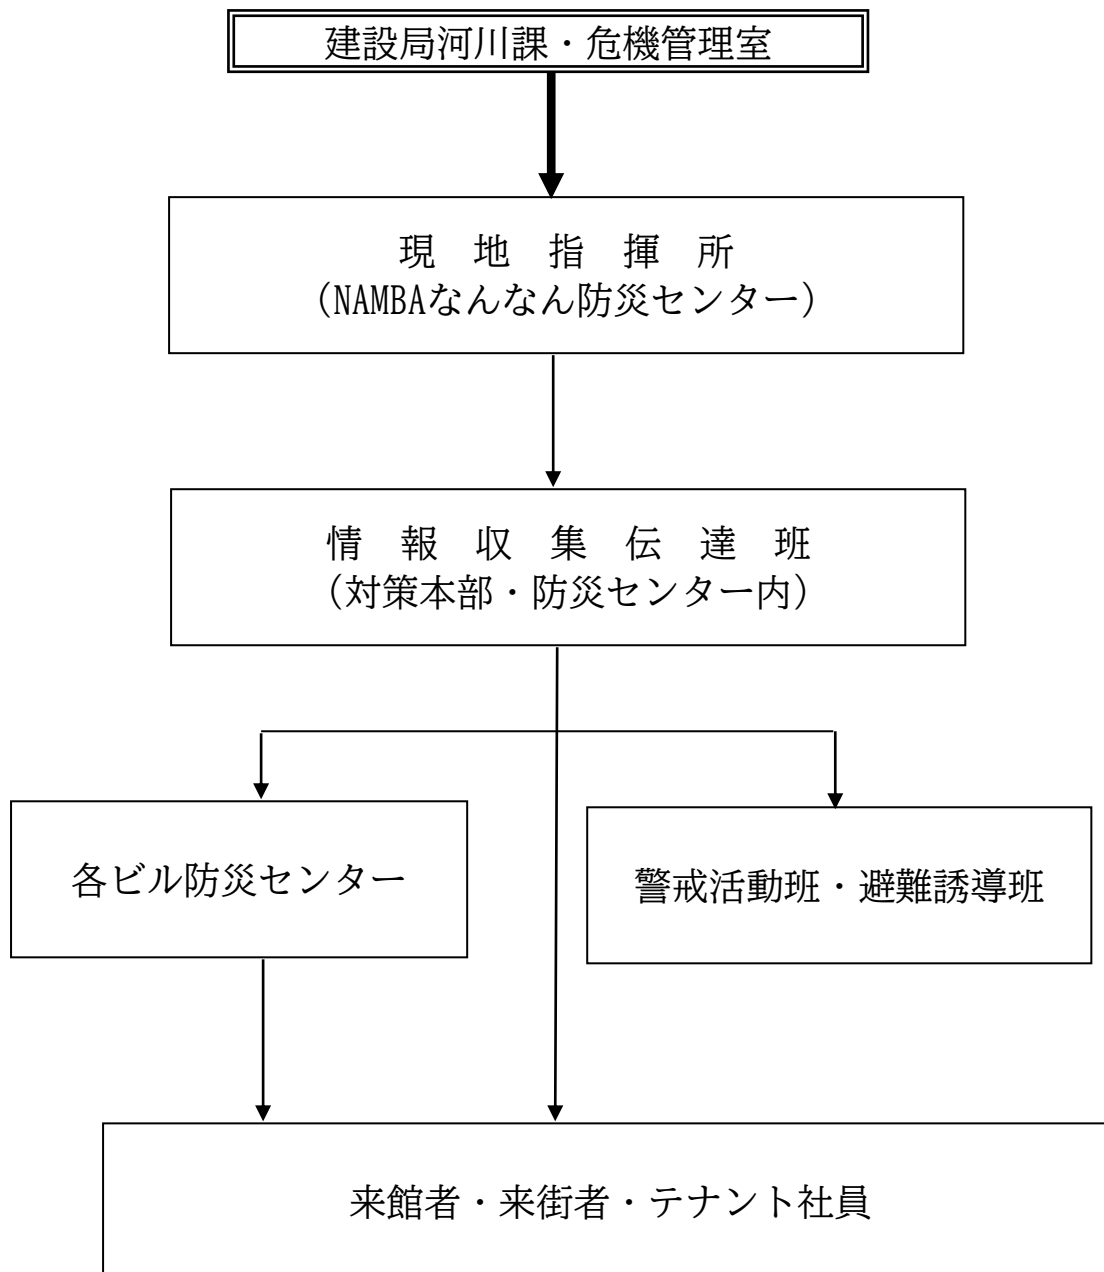 建設局河川課・危機管理室
現　地　指　揮　所
（NAMBAなんなん防災センター）
情　報　収　集　伝　達　班
（対策本部・防災センター内）
各ビル防災センター
警戒活動班・避難誘導班
来館者・来街者・テナント社員